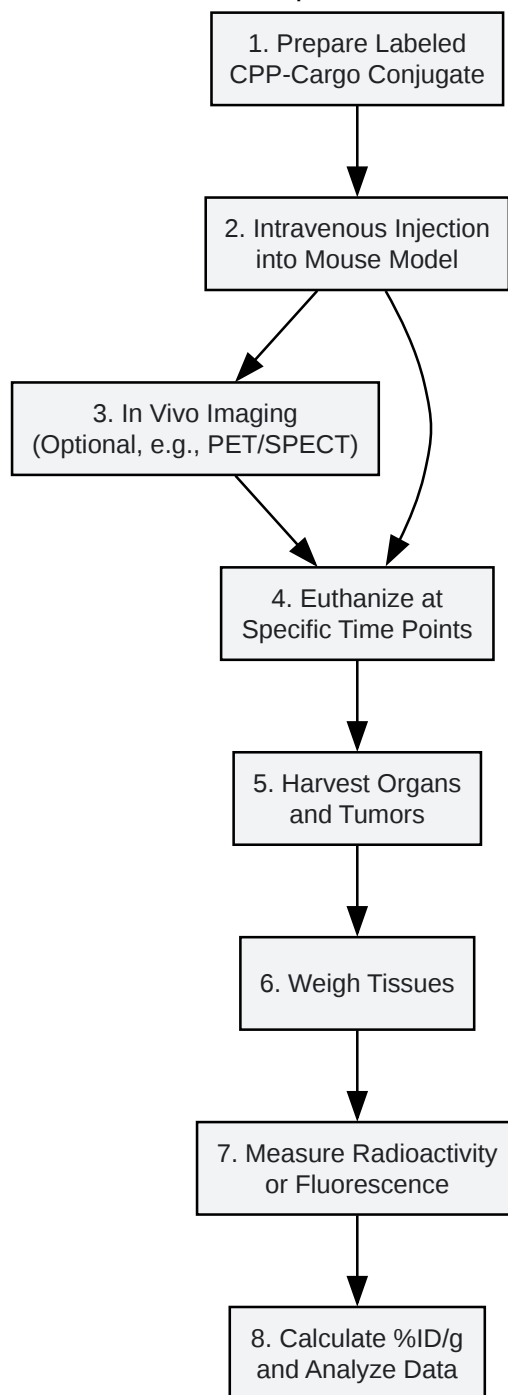 1. Prepare Labeled
CPP-Cargo Conjugate
2. Intravenous Injection
into Mouse Model
3. In Vivo Imaging
(Optional, e.g., PET/SPECT)
4. Euthanize at
Specific Time Points
5. Harvest Organs
and Tumors
6. Weigh Tissues
7. Measure Radioactivity
or Fluorescence
8. Calculate %ID/g
and Analyze Data